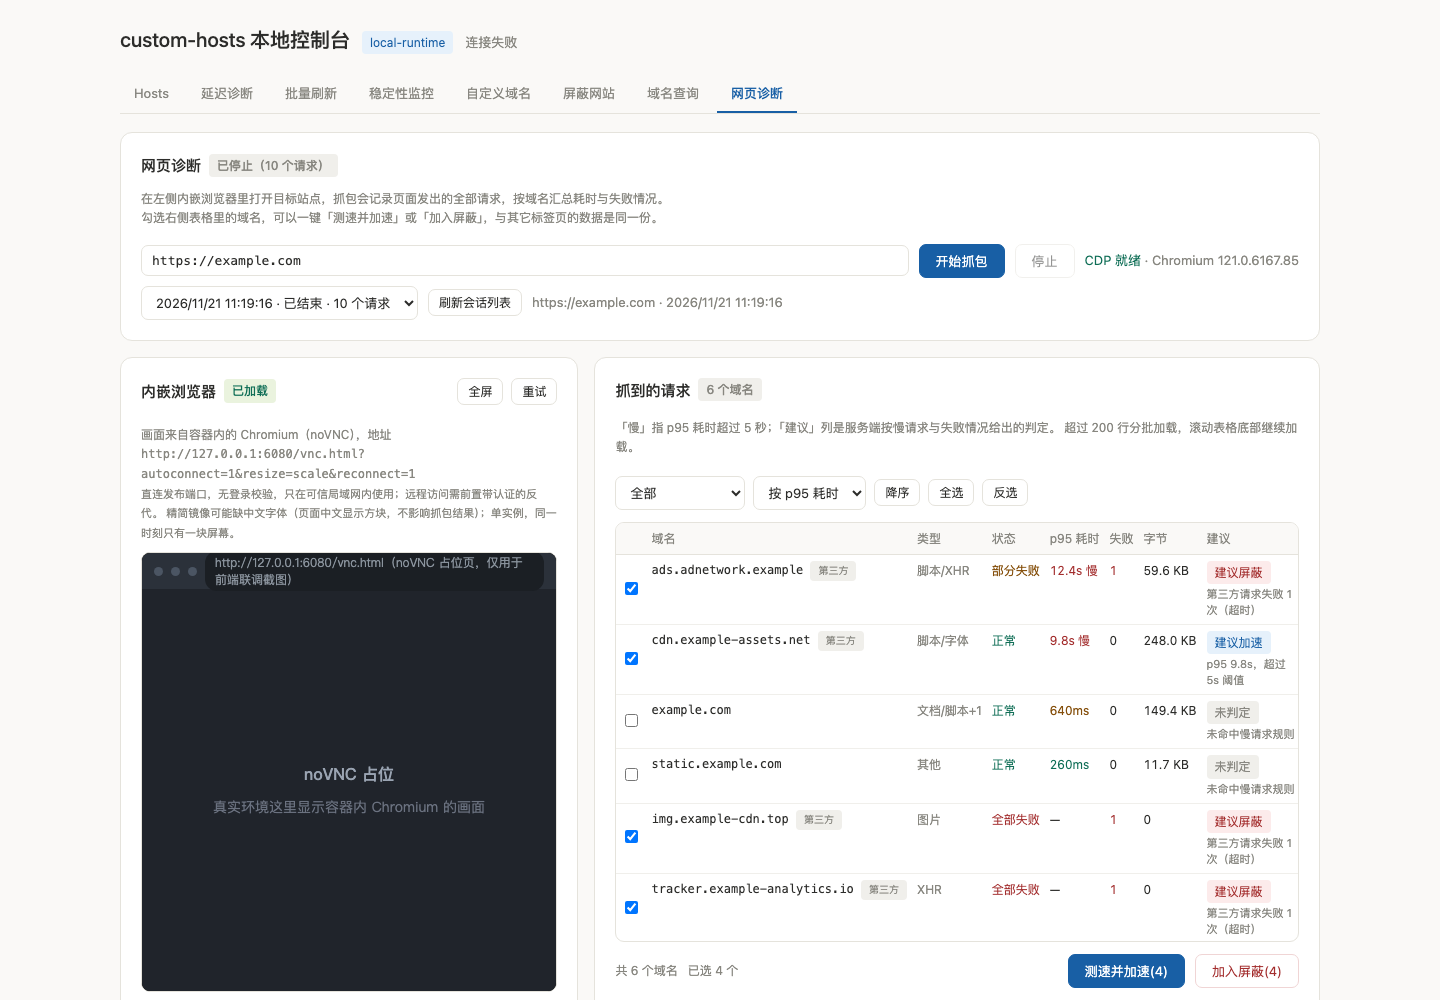 custom-hosts 本地控制台 local-runtime 连接失败
Hosts 延迟诊断 批量刷新 稳定性监控 自定义域名 屏蔽网站 域名查询 网页诊断
网页诊断 已停止（10 个请求）
在左侧内嵌浏览器里打开目标站点，抓包会记录页面发出的全部请求，按域名汇总耗时与失败情况。
勾选右侧表格里的域名，可以一键「测速并加速」或「加入屏蔽」，与其它标签页的数据是同一份。
https://example.com 开始抓包 停止 CDP 就绪 · Chromium 121.0.6167.85
2026/11/21 11:19:16 · 已结束 · 10 个请求 刷新会话列表 https://example.com · 2026/11/21 11:19:16
内嵌浏览器 已加载 全屏 重试
画面来自容器内的 Chromium（noVNC），地址
http://127.0.0.1:6080/vnc.html?
autoconnect=1&resize=scale&reconnect=1
直连发布端口，无登录校验，只在可信局域网内使用；远程访问需前置带认证的反
代。 精简镜像可能缺中文字体（页面中文显示方块，不影响抓包结果）；单实例，同一
时刻只有一块屏幕。
http://127.0.0.1:6080/vnc.html（noVNC 占位页，仅用于
前端联调截图）
noVNC 占位
真实环境这里显示容器内 Chromium 的画面
抓到的请求 6 个域名
「慢」指 p95 耗时超过 5 秒；「建议」列是服务端按慢请求与失败情况给出的判定。 超过 200 行分批加载，滚动表格底部继续加
载。
全部 按 p95 耗时 降序 全选 反选
域名 类型 状态 p95 耗时 失败 字节 建议
ads.adnetwork.example 第三方 脚本/XHR 部分失败 12.4s 慢 1 59.6 KB 建议屏蔽
第三方请求失败 1
次（超时）
cdn.example-assets.net 第三方 脚本/字体 正常 9.8s 慢 0 248.0 KB 建议加速
p95 9.8s，超过
5s 阈值
example.com 文档/脚本+1 正常 640ms 0 149.4 KB 未判定
未命中慢请求规则
static.example.com 其他 正常 260ms 0 11.7 KB 未判定
未命中慢请求规则
img.example-cdn.top 第三方 图片 全部失败 — 1 0 建议屏蔽
第三方请求失败 1
次（超时）
tracker.example-analytics.io 第三方 XHR 全部失败 — 1 0 建议屏蔽
第三方请求失败 1
次（超时）
共 6 个域名 已选 4 个 测速并加速(4) 加入屏蔽(4)